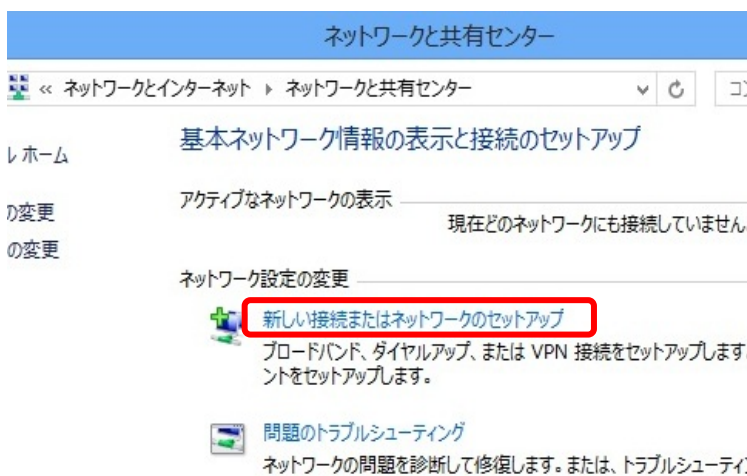 ネットワークと共有センター
« ネットワークとインターネット ▸ ネットワークと共有センター
ル ホーム
基本ネットワーク情報の表示と接続のセットアップ
の変更
アクティブなネットワークの表示
現在どのネットワークにも接続していません
の変更
ネットワーク設定の変更
新しい接続またはネットワークのセットアップ
ブロードバンド、ダイヤルアップ、または VPN 接続をセットアップします。
ントをセットアップします。
問題のトラブルシューティング
ネットワークの問題を診断して修復します。または、トラブルシューティ